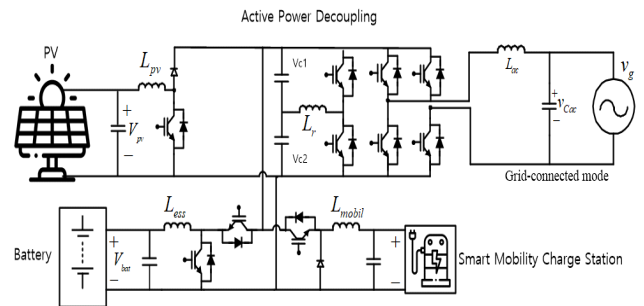 Active Power Decoupling
PV
L_pv
V_pv
Vc1
L_r
Vc2
L_ac
v_Cac
v_g
Grid-connected mode
L_ess
L_mobil
Battery
V_bat
Smart Mobility Charge Station